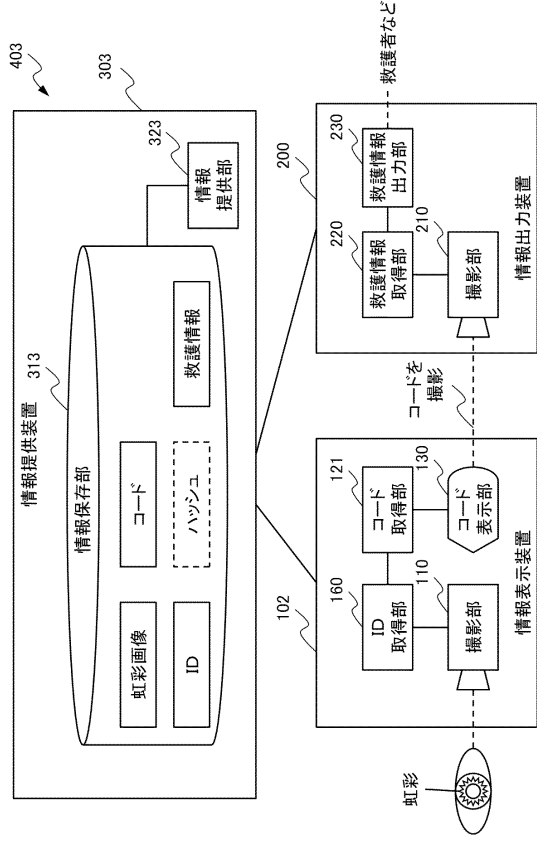 403
情報提供装置
303
313
323
情報保存部
虹彩画像
コード
ID
ハッシュ
救護情報
情報
提供部
102
160
ID
取得部
121
コード
取得部
110
撮影部
130
コード
表示部
情報表示装置
虹彩
コードを
撮影
200
220
救護情報
取得部
230
救護情報
出力部
210
撮影部
情報出力装置
救護者など